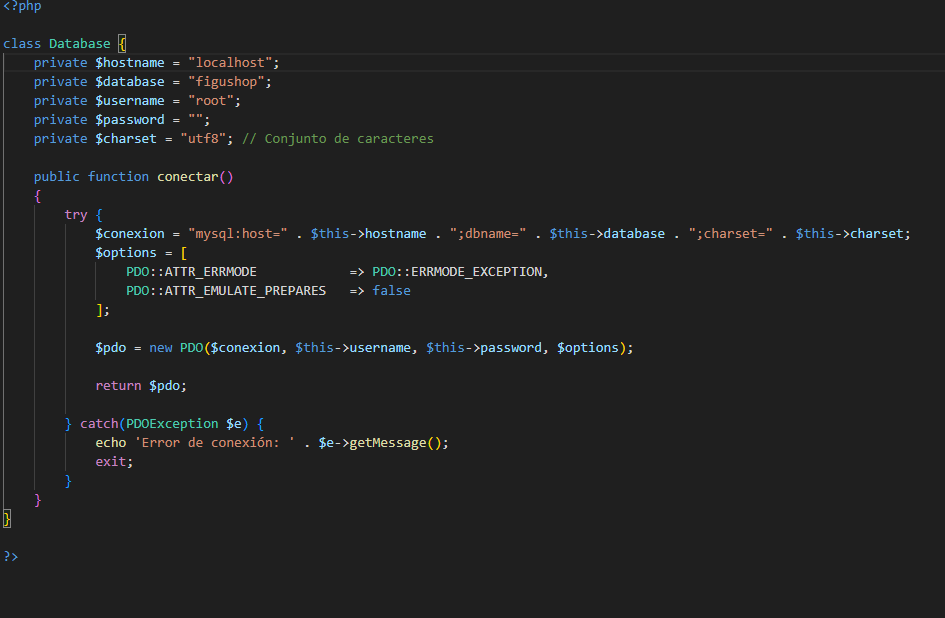 <?php
class Database {
    private $hostname = "localhost";
    private $database = "figushop";
    private $username = "root";
    private $password = "";
    private $charset = "utf8"; // Conjunto de caracteres
    public function conectar()
    {
        try {
            $conexion = "mysql:host=" . $this->hostname . ";dbname=" . $this->database . ";charset=" . $this->charset;
            $options = [
                PDO::ATTR_ERRMODE            => PDO::ERRMODE_EXCEPTION,
                PDO::ATTR_EMULATE_PREPARES   => false
            ];
            $pdo = new PDO($conexion, $this->username, $this->password, $options);
            return $pdo;
        } catch(PDOException $e) {
            echo 'Error de conexión: ' . $e->getMessage();
            exit;
        }
    }
}
?>